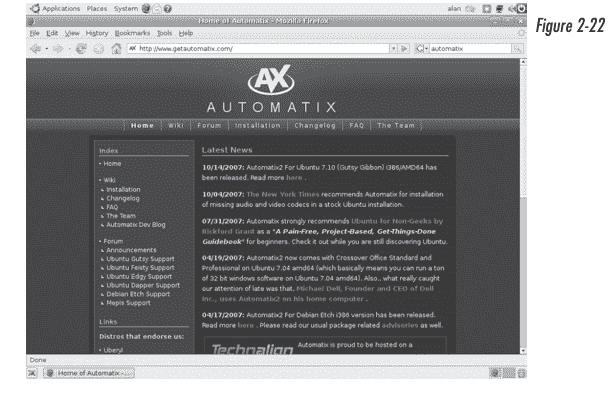 Applications Places System
alan
Home of Automatix - Mozilla Firefox
File Edit View History Bookmarks Tools Help
http://www.getautomatix.com/
automatix
Figure 2-22
AX
AUTOMATIX
Home Wiki Forum Installation Changelog FAQ The Team
Index
Home
Wiki
Installation
Changelog
FAQ
The Team
Automatix Dev Blog
Forum
Announcements
Ubuntu Gutsy Support
Ubuntu Feisty Support
Ubuntu Edgy Support
Ubuntu Dapper Support
Debian Etch Support
Mepis Support
Links
Distros that endorse us:
Uberyl
Latest News
10/14/2007: Automatix2 For Ubuntu 7.10 (Gutsy Gibbon) i386/AMD64 has
been released. Read more here .
10/04/2007: The New York Times recommends Automatix for installation
of missing audio and video codecs in a stock Ubuntu installation.
07/31/2007: Automatix strongly recommends Ubuntu for Non-Geeks by
Rickford Grant as a "A Pain-Free, Project-Based, Get-Things-Done
Guidebook" for beginners. Check it out while you are still discovering Ubuntu.
04/19/2007: Automatix2 now comes with Crossover Office Standard and
Professional on Ubuntu 7.04 amd64 (which basically means you can run a ton
of 32 bit windows software on Ubuntu 7.04 amd64). Also,. what really caught
our attention of late was that, Michael Dell, Founder and CEO of Dell
Inc., uses Automatix2 on his home computer .
04/17/2007: Automatix2 For Debian Etch i386 version has been released.
Read more here . Please read our usual package related advisories as well.
Technalign
Automatix is proud to be hosted on a
Done
Home of Automatix -...